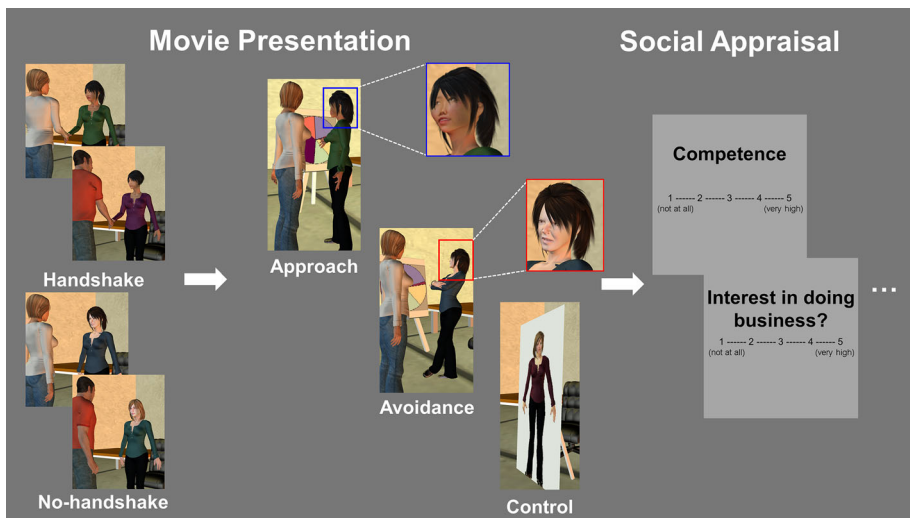 Movie Presentation
Social Appraisal
Handshake
No-handshake
Approach
Avoidance
Control
Competence
1 ------ 2 ------ 3 ------ 4 ------ 5
(not at all) (very high)
Interest in doing
business?
1 ------ 2 ------ 3 ------ 4 ------ 5
(not at all) (very high)
...